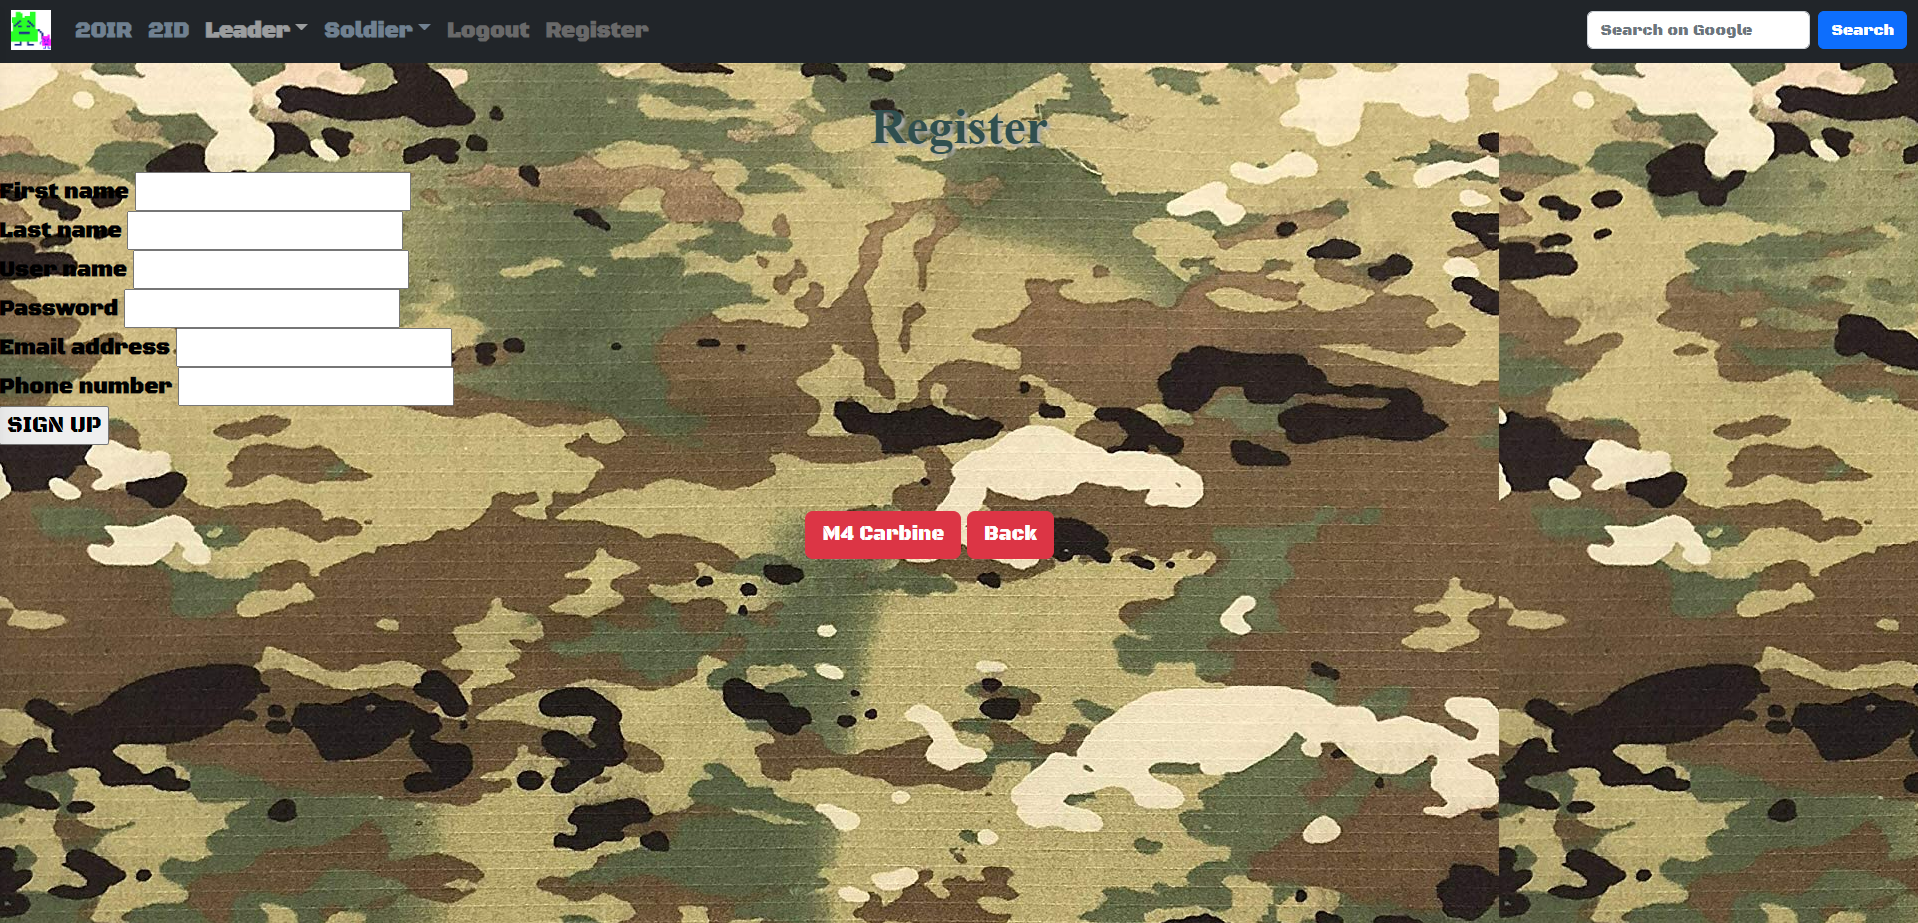 20IR 2ID Leader Soldier Logout Register Search on Google Search
Register
First name
Last name
User name
Password
Email address
Phone number
SIGN UP
M4 Carbine Back